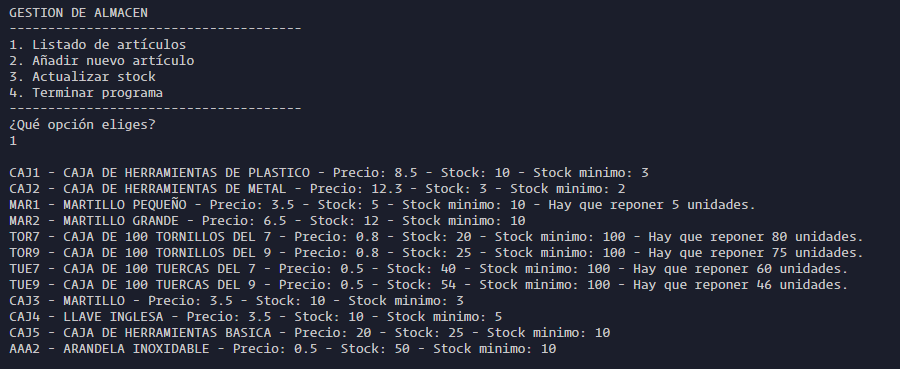 GESTION DE ALMACEN
-------------------------------------
1. Listado de artículos
2. Añadir nuevo artículo
3. Actualizar stock
4. Terminar programa
-------------------------------------
¿Qué opción eliges?
1
CAJ1 - CAJA DE HERRAMIENTAS DE PLASTICO - Precio: 8.5 - Stock: 10 - Stock minimo: 3
CAJ2 - CAJA DE HERRAMIENTAS DE METAL - Precio: 12.3 - Stock: 3 - Stock minimo: 2
MAR1 - MARTILLO PEQUEÑO - Precio: 3.5 - Stock: 5 - Stock minimo: 10 - Hay que reponer 5 unidades.
MAR2 - MARTILLO GRANDE - Precio: 6.5 - Stock: 12 - Stock minimo: 10
TOR7 - CAJA DE 100 TORNILLOS DEL 7 - Precio: 0.8 - Stock: 20 - Stock minimo: 100 - Hay que reponer 80 unidades.
TOR9 - CAJA DE 100 TORNILLOS DEL 9 - Precio: 0.8 - Stock: 25 - Stock minimo: 100 - Hay que reponer 75 unidades.
TUE7 - CAJA DE 100 TUERCAS DEL 7 - Precio: 0.5 - Stock: 40 - Stock minimo: 100 - Hay que reponer 60 unidades.
TUE9 - CAJA DE 100 TUERCAS DEL 9 - Precio: 0.5 - Stock: 54 - Stock minimo: 100 - Hay que reponer 46 unidades.
CAJ3 - MARTILLO - Precio: 3.5 - Stock: 10 - Stock minimo: 3
CAJ4 - LLAVE INGLESA - Precio: 3.5 - Stock: 10 - Stock minimo: 5
CAJ5 - CAJA DE HERRAMIENTAS BASICA - Precio: 20 - Stock: 25 - Stock minimo: 10
AAA2 - ARANDELA INOXIDABLE - Precio: 0.5 - Stock: 50 - Stock minimo: 10